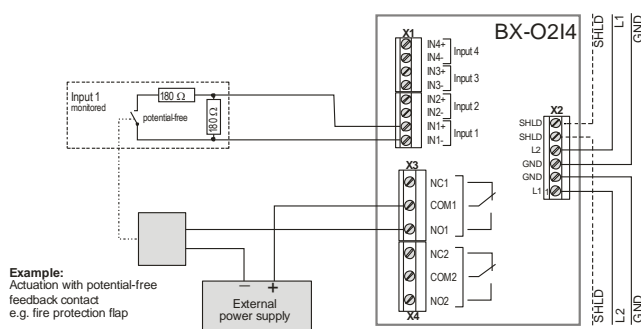 BX-O2I4
X1
IN4+
IN4-
Input 4
IN3+
IN3-
Input 3
IN2+
IN2-
Input 2
IN1+
IN1-
Input 1
Input 1
monitored
180 Ω
180 Ω
potential-free
X2
SHLD
SHLD
L2
GND
GND
L1
1
SHLD
L1
GND
X3
NC1
COM1
NO1
NC2
COM2
NO2
X4
SHLD
L2
GND
Example:
Actuation with potential-free
feedback contact
e.g. fire protection flap
− +
External
power supply